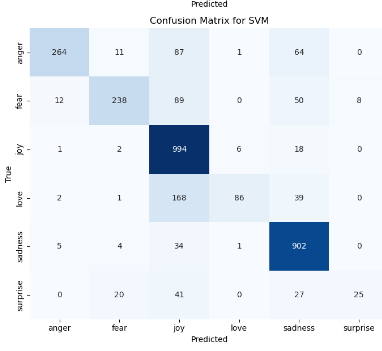 Predicted
Confusion Matrix for SVM
anger 264 11 87 1 64 0
fear 12 238 89 0 50 8
joy 1 2 994 6 18 0
love 2 1 168 86 39 0
sadness 5 4 34 1 902 0
surprise 0 20 41 0 27 25
True
anger fear joy love sadness surprise
Predicted